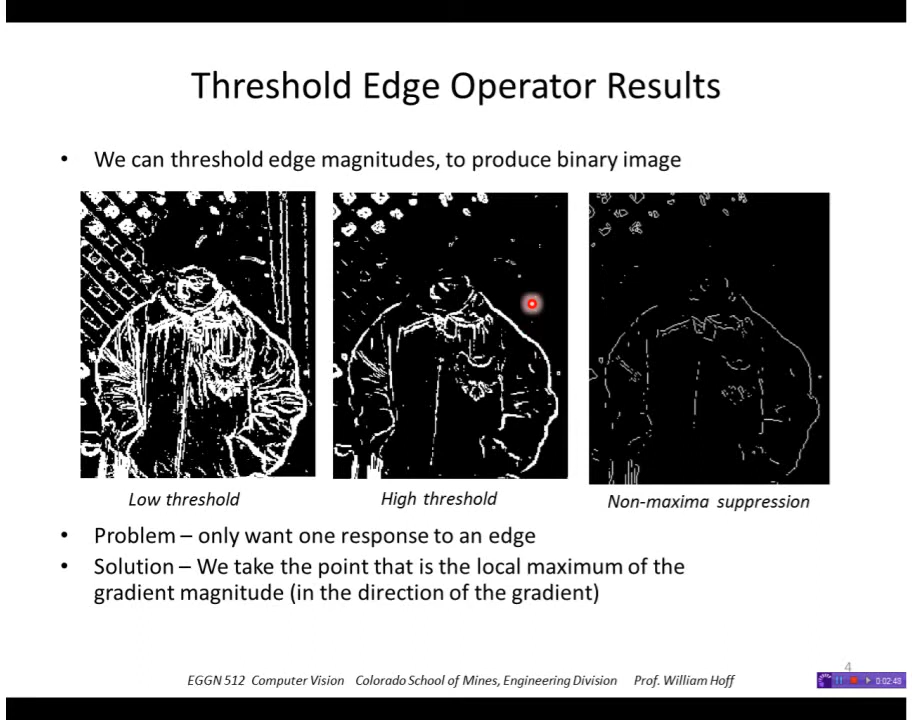 Threshold Edge Operator Results
• We can threshold edge magnitudes, to produce binary image
Low threshold
High threshold
Non-maxima suppression
• Problem – only want one response to an edge
• Solution – We take the point that is the local maximum of the
gradient magnitude (in the direction of the gradient)
4
EGGN 512 Computer Vision Colorado School of Mines, Engineering Division Prof. William Hoff
0:02:43